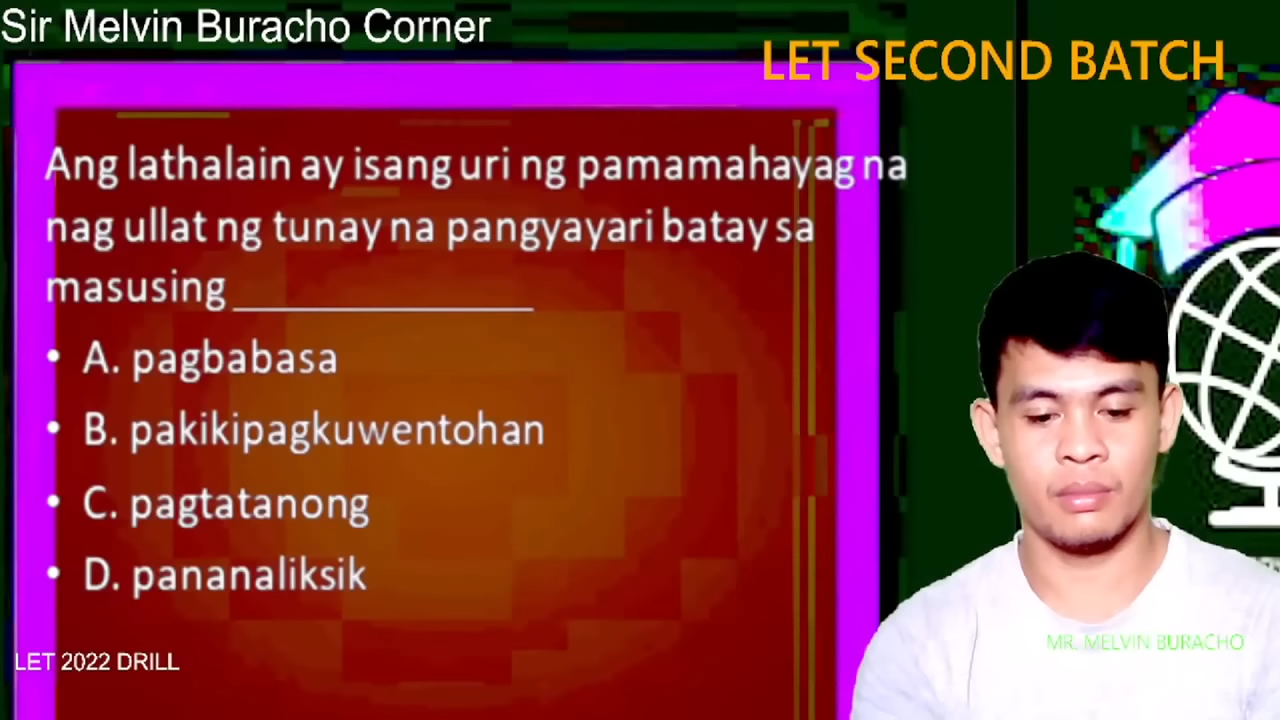 Sir Melvin Buracho Corner
LET SECOND BATCH
Ang lathalain ay isang uri ng pamamahayag na
nag ullat ng tunay na pangyayari batay sa
masusing ________________
• A. pagbabasa
• B. pakikipagkuwentohan
• C. pagtatanong
• D. pananaliksik
LET 2022 DRILL
MR. MELVIN BURACHO